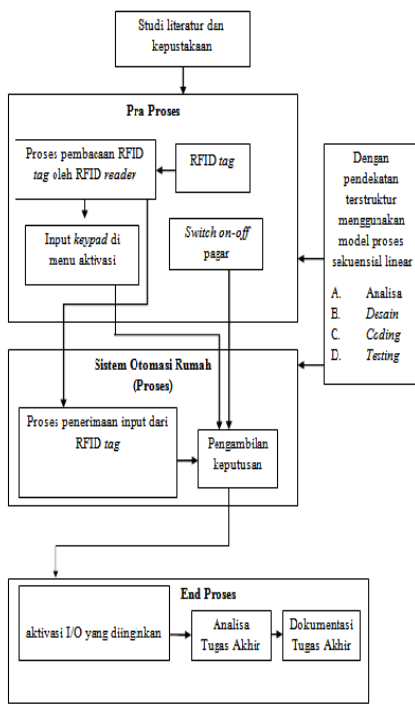 Studi literatur dan
kepustakaan
Pra Proses
Proses pembacaan RFID
tag oleh RFID reader
RFID tag
Input keypad di
menu aktivasi
Switch on-off
pagar
Dengan
pendekatan
terstruktur
menggunakan
model proses
sekuensial linear
A. Analisa
B. Desain
C. Coding
D. Testing
Sistem Otomasi Rumah
(Proses)
Proses penerimaan input dari
RFID tag
Pengambilan
keputusan
End Proses
aktivasi I/O yang diinginkan
Analisa
Tugas Akhir
Dokumentasi
Tugas Akhir